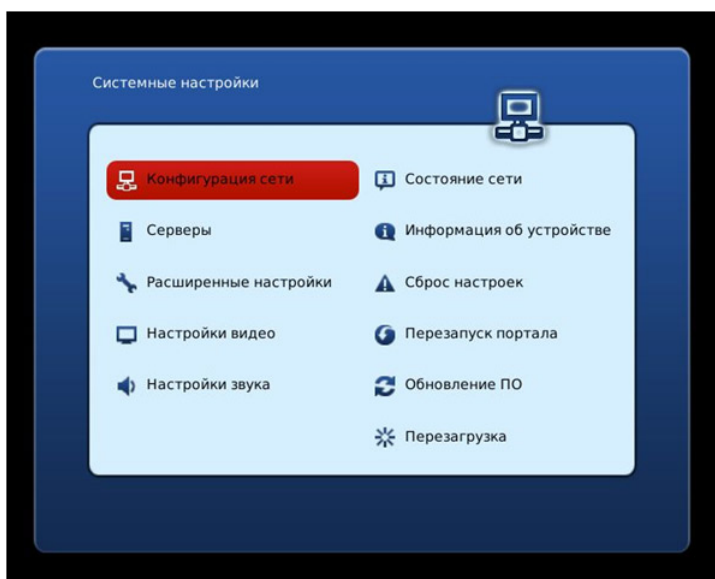 Системные настройки
Конфигурация сети
Серверы
Расширенные настройки
Настройки видео
Настройки звука
Состояние сети
Информация об устройстве
Сброс настроек
Перезапуск портала
Обновление ПО
Перезагрузка